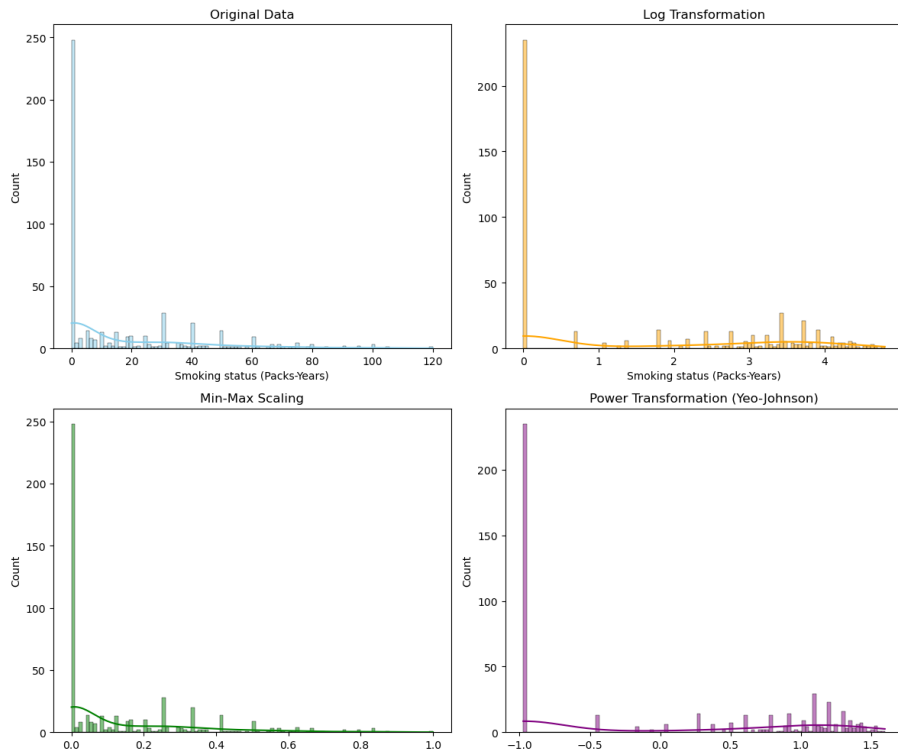 Original Data
Count
250
200
150
100
50
0
0 20 40 60 80 100 120
Smoking status (Packs-Years)
Log Transformation
Count
200
150
100
50
0
0 1 2 3 4
Smoking status (Packs-Years)
Min-Max Scaling
Count
250
200
150
100
50
0
0.0 0.2 0.4 0.6 0.8 1.0
Power Transformation (Yeo-Johnson)
Count
200
150
100
50
0
−1.0 −0.5 0.0 0.5 1.0 1.5